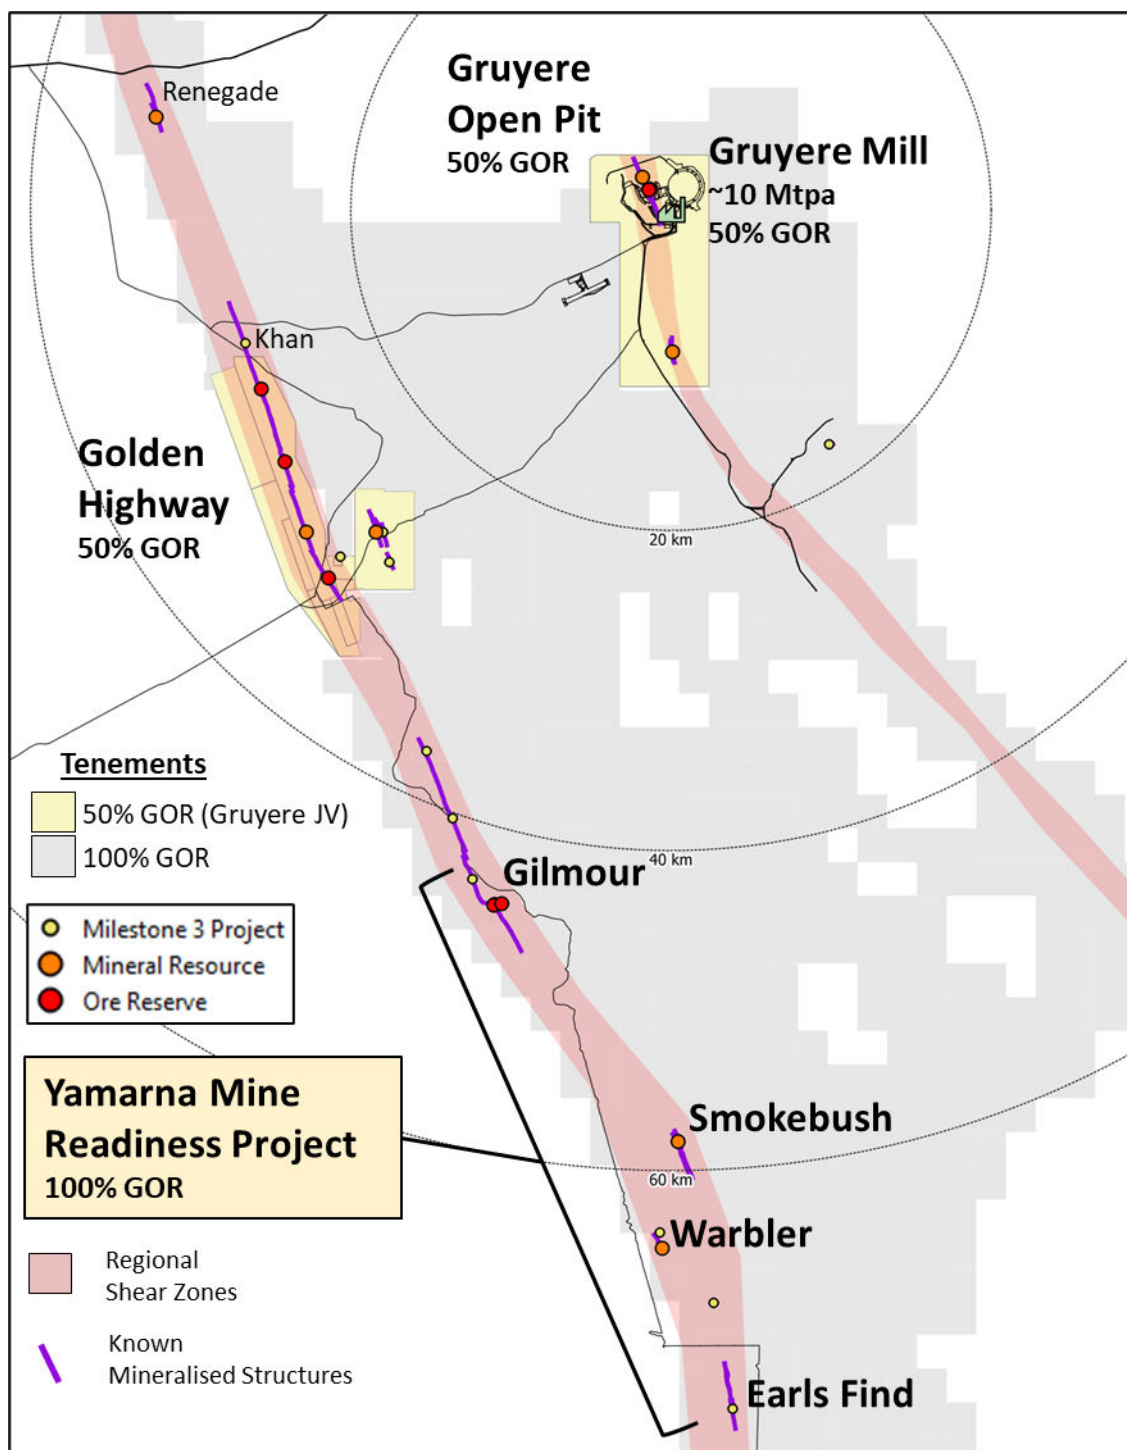 Renegade
Gruyere
Open Pit
50% GOR
Gruyere Mill
~10 Mtpa
50% GOR
Khan
Golden
Highway
50% GOR
20 km
Tenements
50% GOR (Gruyere JV)
100% GOR
Gilmour
40 km
Milestone 3 Project
Mineral Resource
Ore Reserve
Yamarna Mine
Readiness Project
100% GOR
Smokebush
60 km
Warbler
Regional
Shear Zones
Known
Mineralised Structures
Earls Find